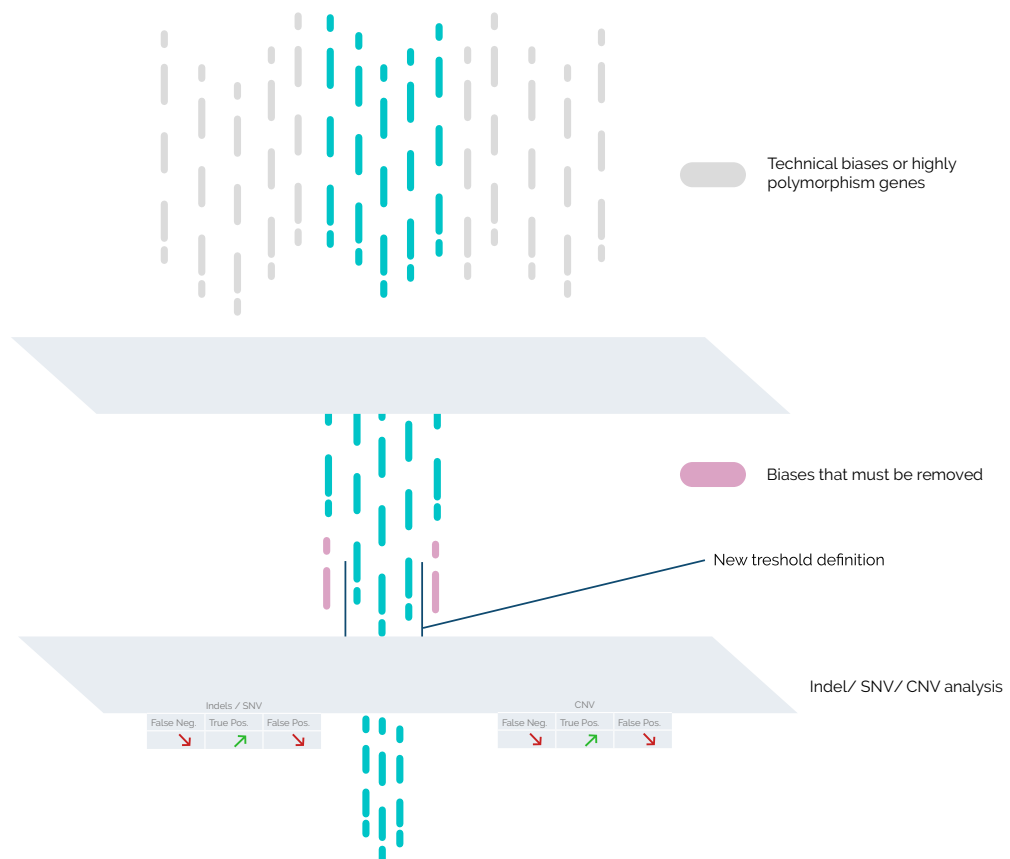 Technical biases or highly
polymorphism genes
Biases that must be removed
New treshold definition
Indel/ SNV/ CNV analysis
Indels / SNV
False Neg. True Pos. False Pos.
CNV
False Neg. True Pos. False Pos.